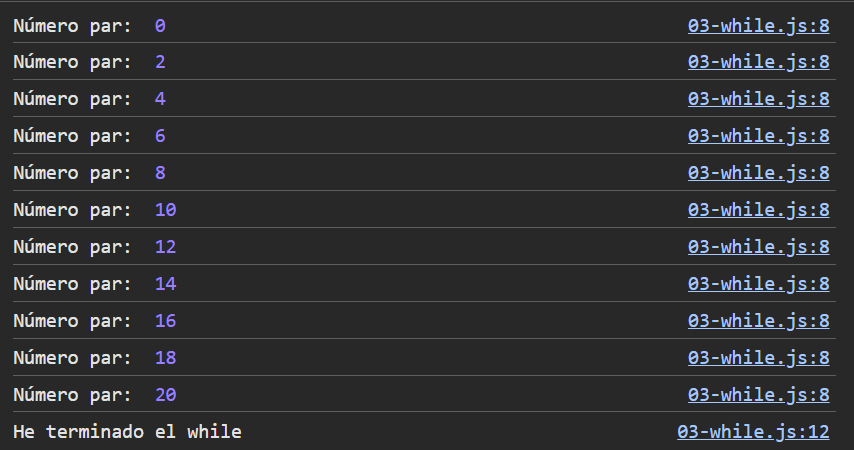 Número par:  0 03-while.js:8
Número par:  2 03-while.js:8
Número par:  4 03-while.js:8
Número par:  6 03-while.js:8
Número par:  8 03-while.js:8
Número par:  10 03-while.js:8
Número par:  12 03-while.js:8
Número par:  14 03-while.js:8
Número par:  16 03-while.js:8
Número par:  18 03-while.js:8
Número par:  20 03-while.js:8
He terminado el while 03-while.js:12